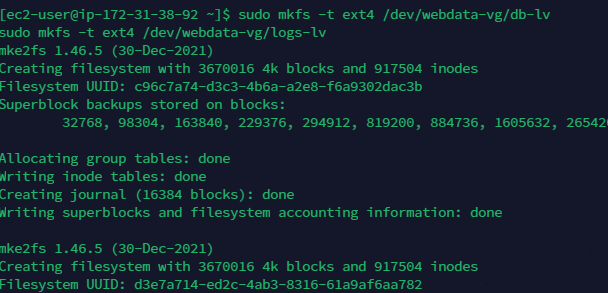 [ec2-user@ip-172-31-38-92 ~]$ sudo mkfs -t ext4 /dev/webdata-vg/db-lv
sudo mkfs -t ext4 /dev/webdata-vg/logs-lv
mke2fs 1.46.5 (30-Dec-2021)
Creating filesystem with 3670016 4k blocks and 917504 inodes
Filesystem UUID: c96c7a74-d3c3-4b6a-a2e8-f6a9302dac3b
Superblock backups stored on blocks:
        32768, 98304, 163840, 229376, 294912, 819200, 884736, 1605632,
Allocating group tables: done
Writing inode tables: done
Creating journal (16384 blocks): done
Writing superblocks and filesystem accounting information: done
mke2fs 1.46.5 (30-Dec-2021)
Creating filesystem with 3670016 4k blocks and 917504 inodes
Filesystem UUID: d3e7a714-ed2c-4ab3-8316-61a9af6aa782